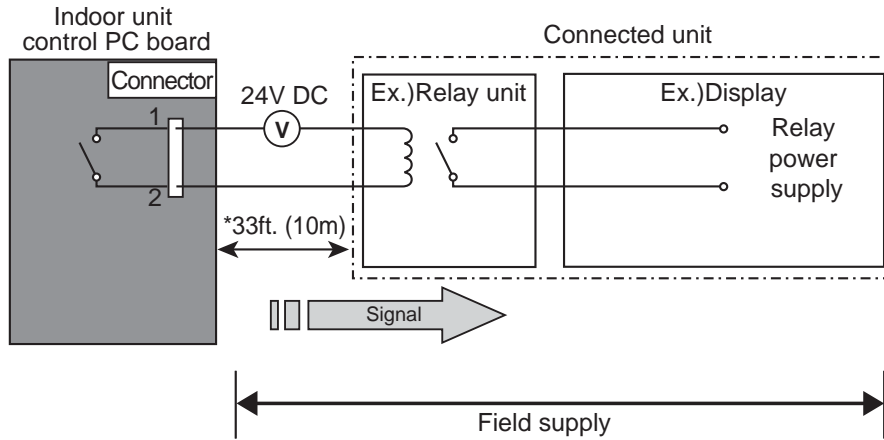 Indoor unit
control PC board
Connector
1
2
24V DC
V
*33ft. (10m)
Connected unit
Ex.)Relay unit
Ex.)Display
Relay
power
supply
Signal
Field supply